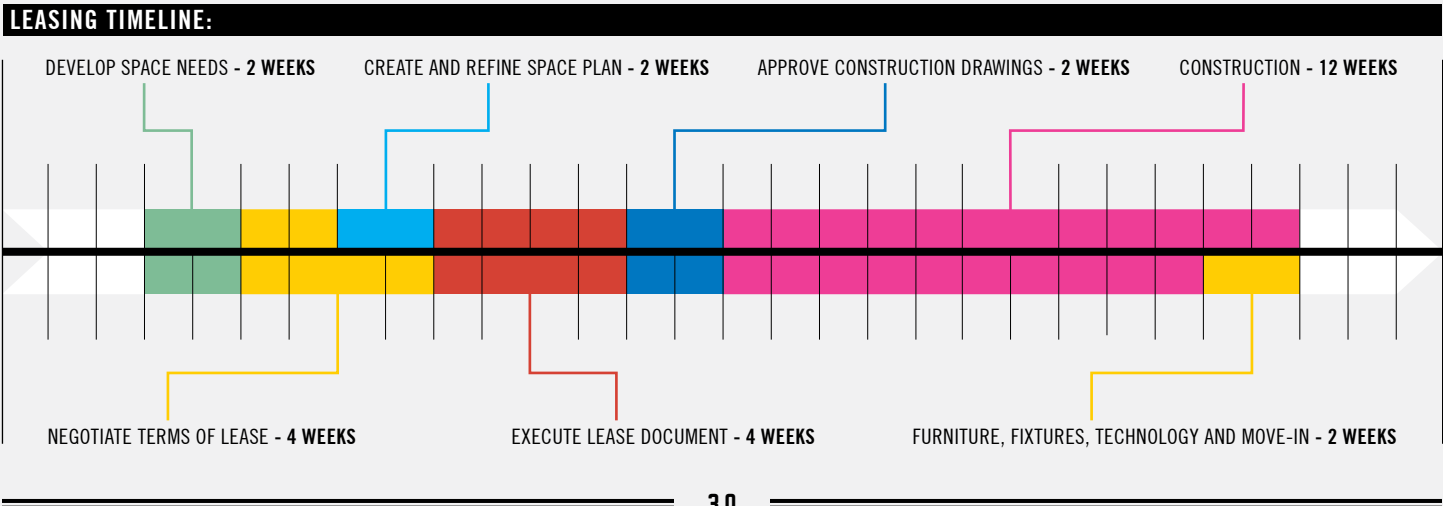 LEASING TIMELINE:
DEVELOP SPACE NEEDS - 2 WEEKS
CREATE AND REFINE SPACE PLAN - 2 WEEKS
APPROVE CONSTRUCTION DRAWINGS - 2 WEEKS
CONSTRUCTION - 12 WEEKS
NEGOTIATE TERMS OF LEASE - 4 WEEKS
EXECUTE LEASE DOCUMENT - 4 WEEKS
FURNITURE, FIXTURES, TECHNOLOGY AND MOVE-IN - 2 WEEKS